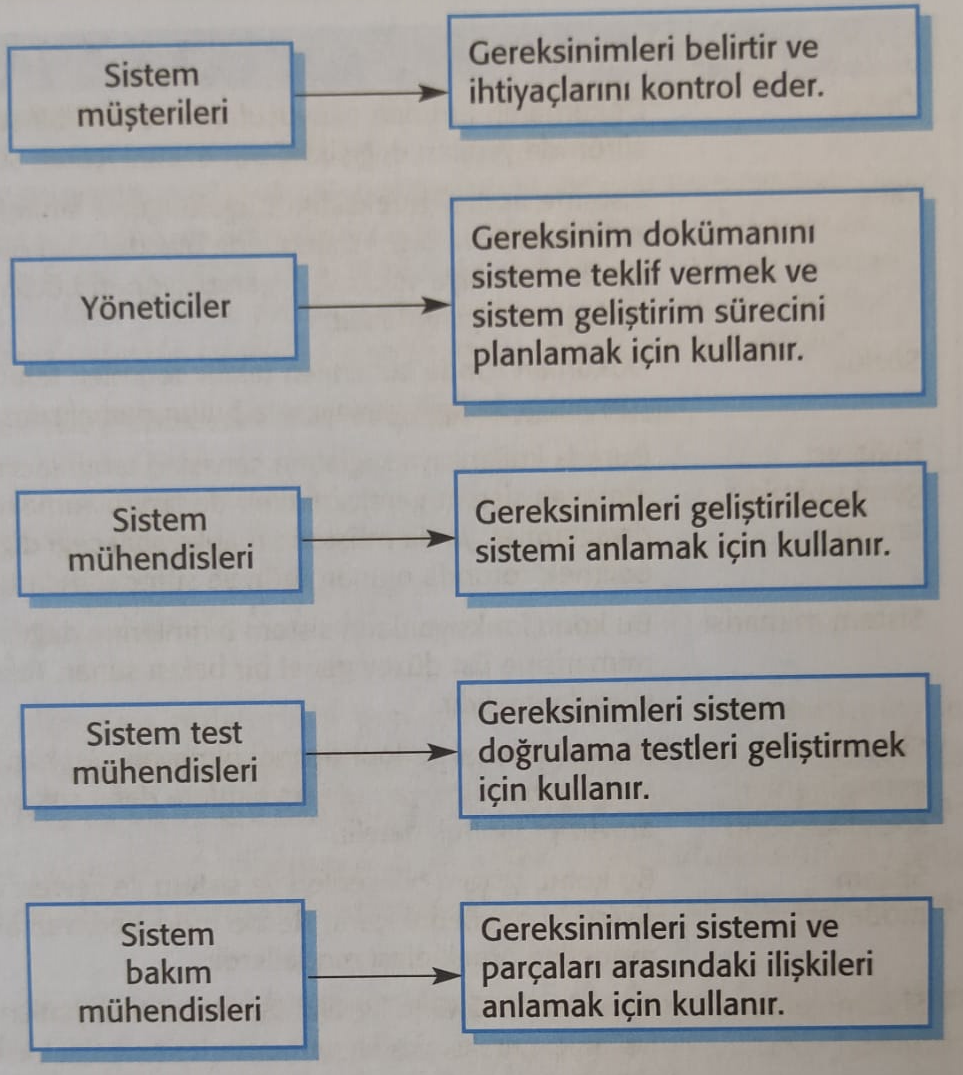 Sistem
müşterileri
Gereksinimleri belirtir ve
ihtiyaçlarını kontrol eder.
Yöneticiler
Gereksinim dokümanını
sisteme teklif vermek ve
sistem geliştirim sürecini
planlamak için kullanır.
Sistem
mühendisleri
Gereksinimleri geliştirilecek
sistemi anlamak için kullanır.
Sistem test
mühendisleri
Gereksinimleri sistem
doğrulama testleri geliştirmek
için kullanır.
Sistem
bakım
mühendisleri
Gereksinimleri sistemi ve
parçaları arasındaki ilişkileri
anlamak için kullanır.